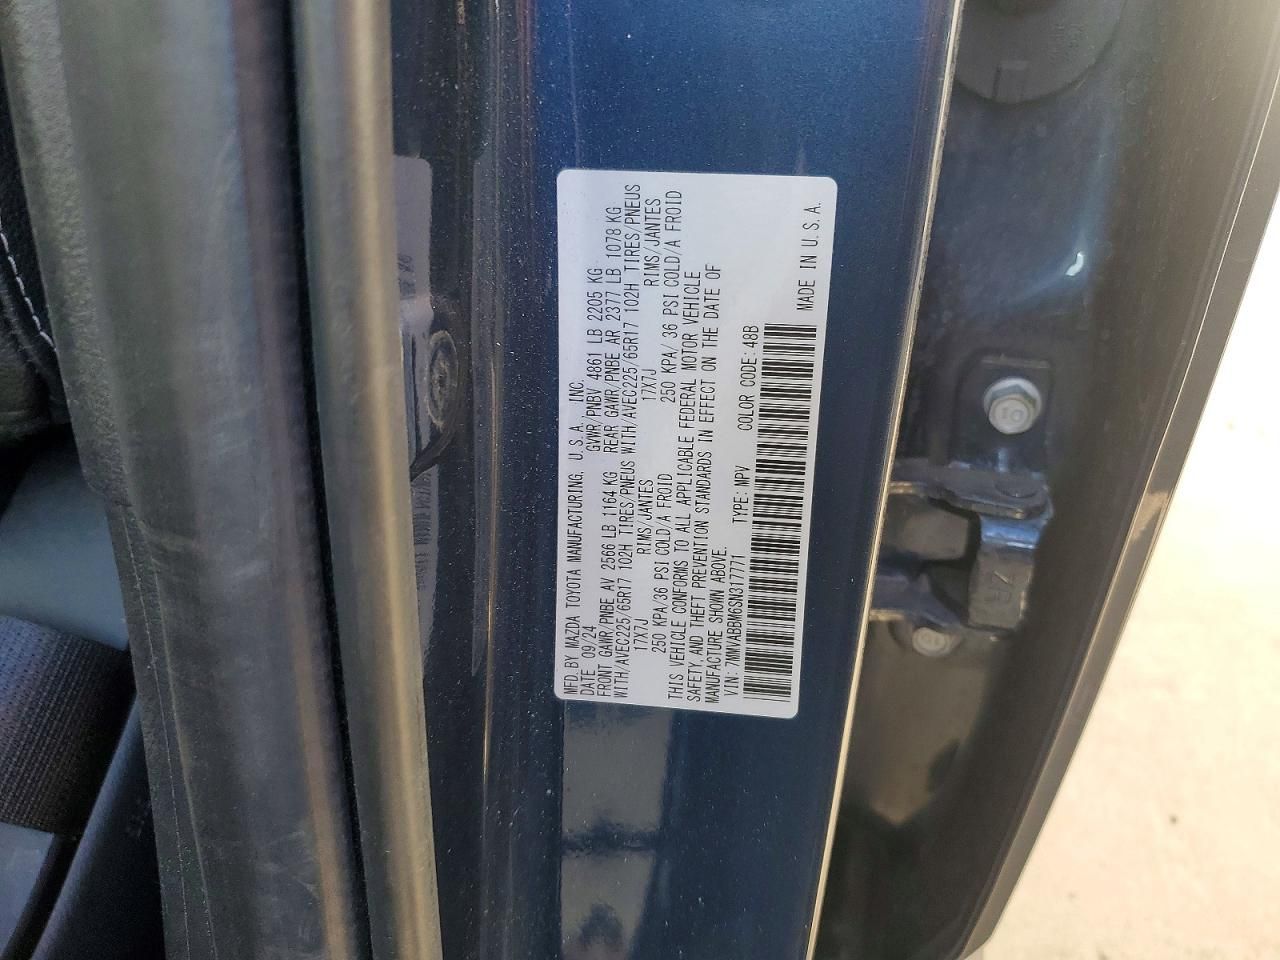 MFD. BY MAZDA TOYOTA MANUFACTURING, U.S.A., INC.
DATE 09/24 GVWR/PNBV 4861 LB 2205 KG
FRONT GAWR/PNBE AV 2566 LB 1164 KG REAR GAWR/PNBE AR 2377 LB 1078 KG
WITH/AVEC225/65R17 102H TIRES/PNEUS WITH/AVEC225/65R17 102H TIRES/PNEUS
17X7J RIMS/JANTES 17X7J RIMS/JANTES
250 KPA/36 PSI COLD/A FROID 250 KPA/ 36 PSI COLD/A FROID
THIS VEHICLE CONFORMS TO ALL APPLICABLE FEDERAL MOTOR VEHICLE
SAFETY, AND THEFT PREVENTION STANDARDS IN EFFECT ON THE DATE OF
MANUFACTURE SHOWN ABOVE.
VIN: 7MMVABBM6SN317771 TYPE: MPV COLOR CODE: 48B
MADE IN U.S.A.